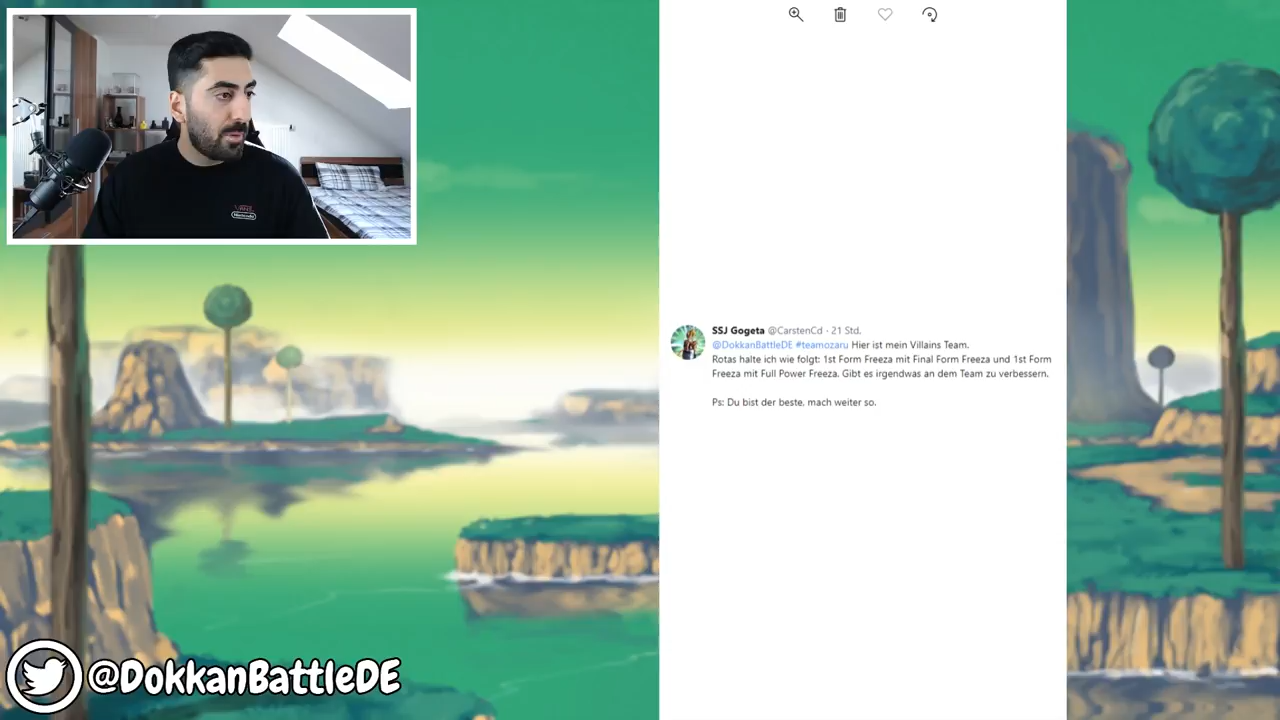 SSJ Gogeta @CarstenCd · 21 Std.
@DokkanBattleDE #teamozaru Hier ist mein Villains Team.
Rotas halte ich wie folgt: 1st Form Freeza mit Final Form Freeza und 1st Form
Freeza mit Full Power Freeza. Gibt es irgendwas an dem Team zu verbessern.
Ps: Du bist der beste. mach weiter so.
@DokkanBattleDE